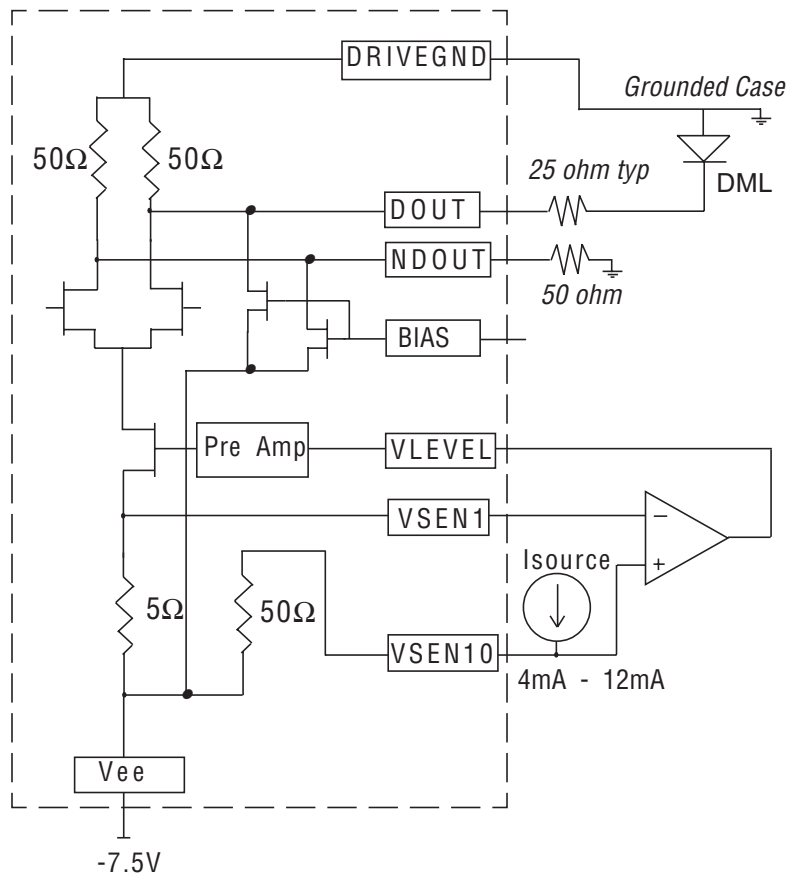 DRIVEGND
Grounded Case
50Ω
50Ω
25 ohm typ
DML
DOUT
NDOUT
50 ohm
BIAS
Pre Amp
VLEVEL
VSEN1
−
Isource
+
5Ω
50Ω
VSEN10
4mA - 12mA
Vee
-7.5V